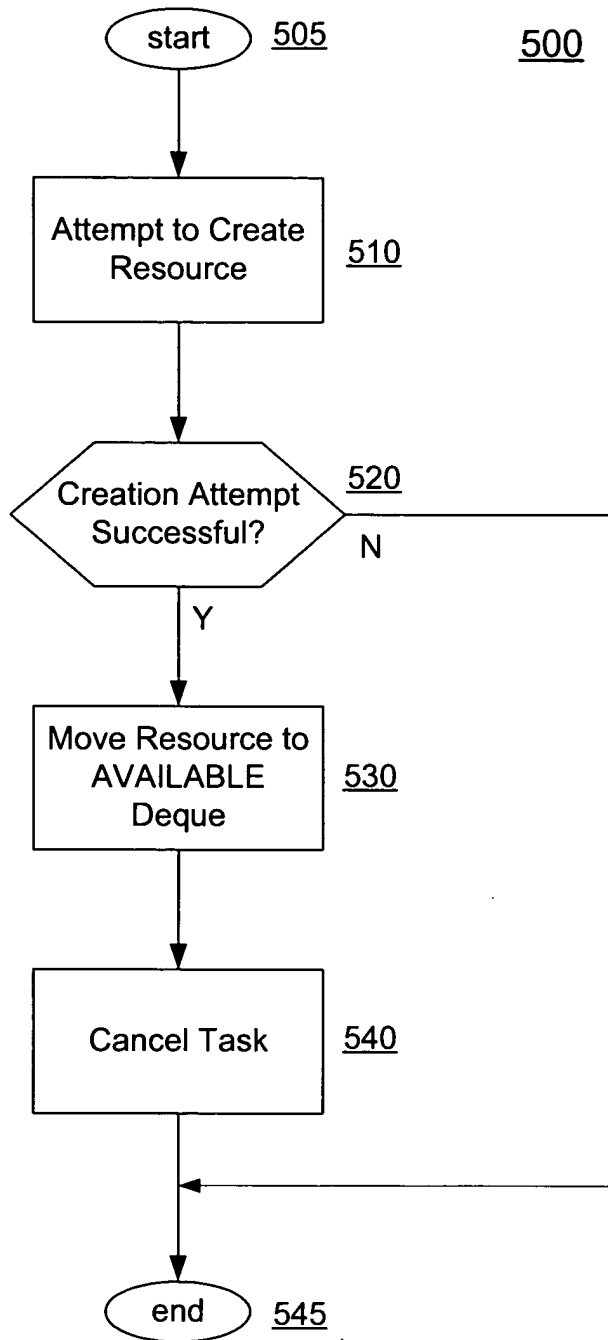 start
505
500
Attempt to Create
Resource
510
Creation Attempt
Successful?
520
N
Y
Move Resource to
AVAILABLE
Deque
530
Cancel Task
540
end
545